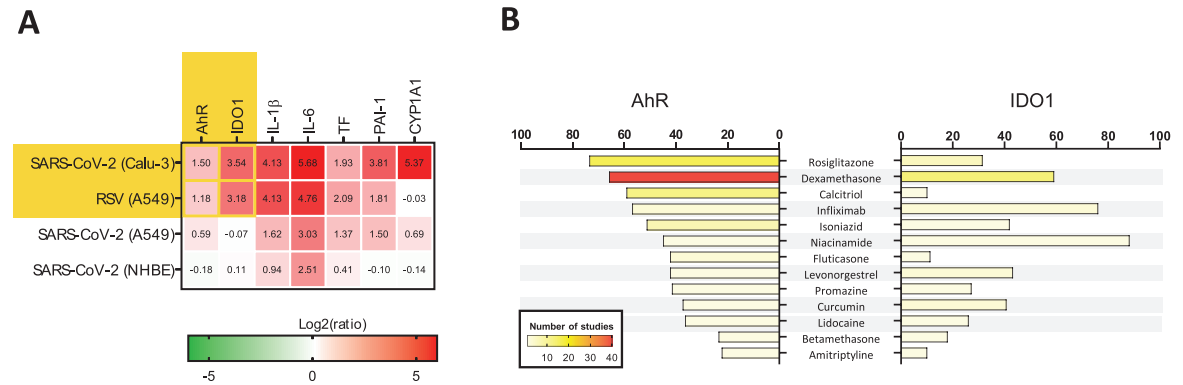 A
AhR IDO1 IL-1β IL-6 TF PAI-1 CYP1A1
SARS-CoV-2 (Calu-3) 1.50 3.54 4.13 5.68 1.93 3.81 5.37
RSV (A549) 1.18 3.18 4.13 4.76 2.09 1.81 -0.03
SARS-CoV-2 (A549) 0.59 -0.07 1.62 3.03 1.37 1.50 0.69
SARS-CoV-2 (NHBE) -0.18 0.11 0.94 2.51 0.41 -0.10 -0.14
Log2(ratio)
-5 0 5
B
AhR IDO1
100 80 60 40 20 0 0 20 40 60 80 100
Rosiglitazone
Dexamethasone
Calcitriol
Infliximab
Isoniazid
Niacinamide
Fluticasone
Levonorgestrel
Promazine
Curcumin
Lidocaine
Betamethasone
Amitriptyline
Number of studies
10 20 30 40